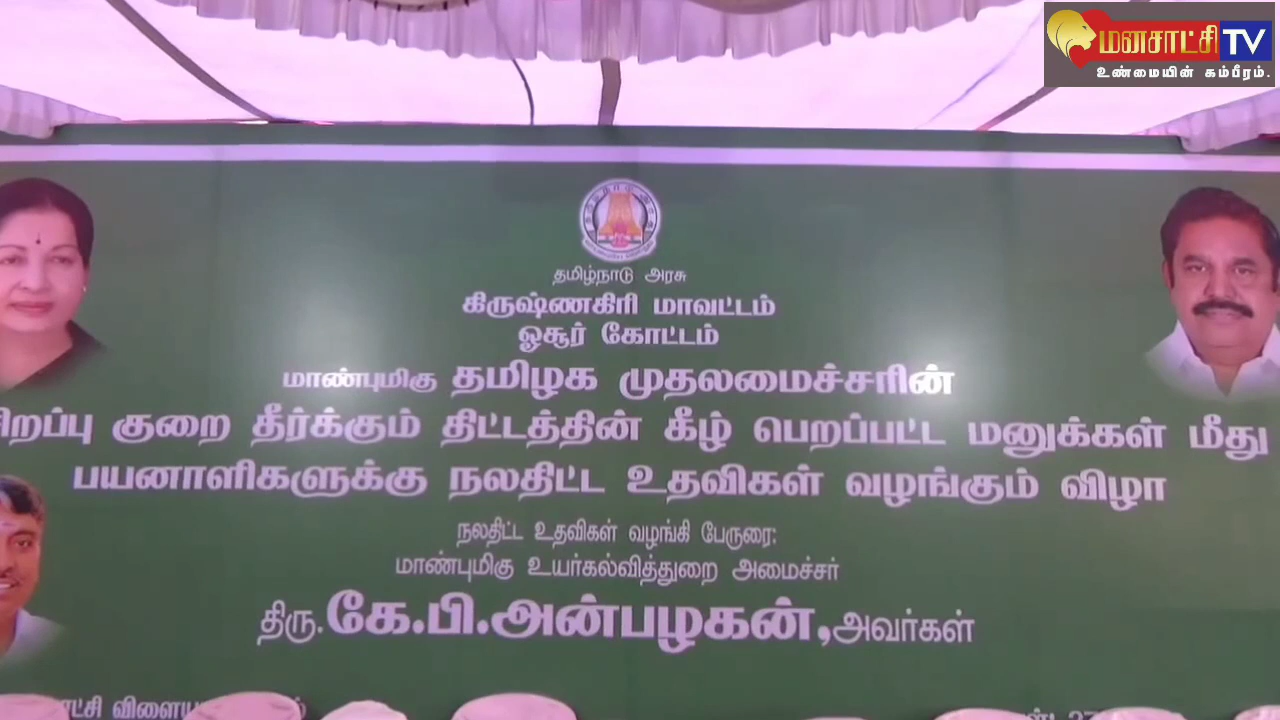 மனசாட்சி TV
உண்மையின் கம்பீரம்.
தமிழ்நாடு அரசு
கிருஷ்ணகிரி மாவட்டம்
ஓசூர் கோட்டம்
மாண்புமிகு தமிழக முதலமைச்சரின்
சிறப்பு குறை தீர்க்கும் திட்டத்தின் கீழ் பெறப்பட்ட மனுக்கள் மீது
பயனாளிகளுக்கு நலதிட்ட உதவிகள் வழங்கும் விழா
நலதிட்ட உதவிகள் வழங்கி பேருரை:
மாண்புமிகு உயர்கல்வித்துறை அமைச்சர்
திரு.கே.பி.அன்பழகன்,அவர்கள்